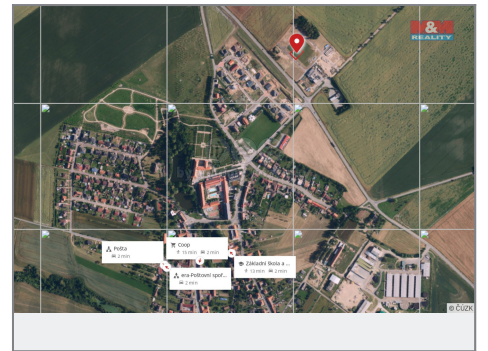 H&M
REALITY
Pošta
2 min
Coop
15 min 2 min
Základní škola a ...
15 min 2 min
era-Poštovní spoř...
2 min
© ČÚZK